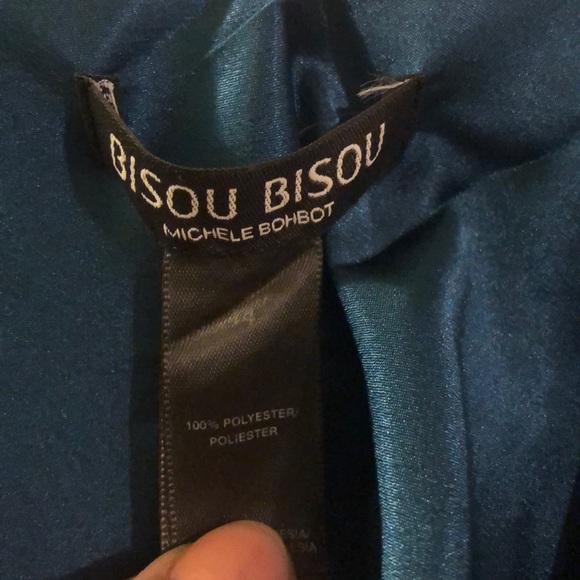 BISOU BISOU
MICHELE BOHBOT
100% POLYESTER/
POLIESTER